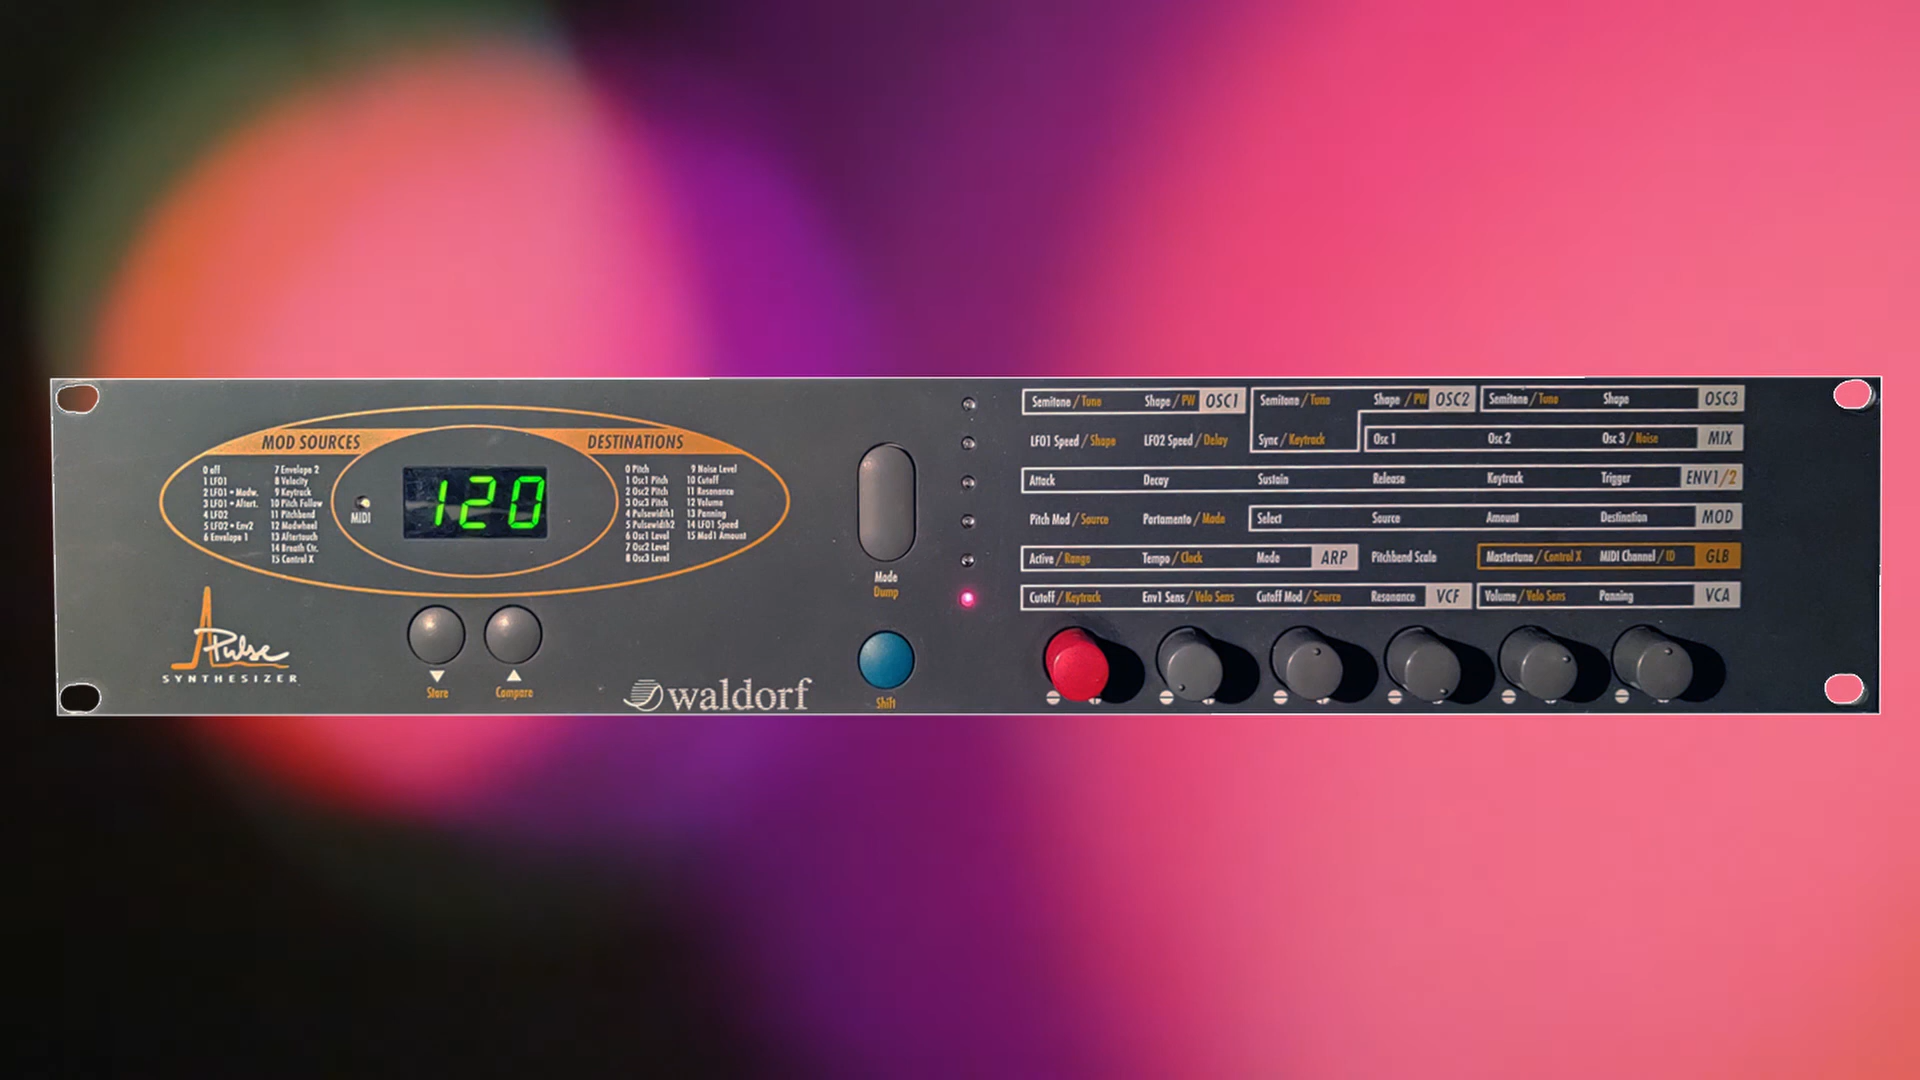 MOD SOURCES
0 off
1 LFO1
2 LFO1 * Modw.
3 LFO1 * Aftert.
4 LFO2
5 LFO2 * Env2
6 Envelope 1
7 Envelope 2
8 Velocity
9 Keytrack
10 Pitch Follow
11 Pitchbend
12 Modwheel
13 Aftertouch
14 Breath Ctr.
15 Control X
MIDI
120
DESTINATIONS
0 Pitch
1 Osc1 Pitch
2 Osc2 Pitch
3 Osc3 Pitch
4 Pulsewidth1
5 Pulsewidth2
6 Osc1 Level
7 Osc2 Level
8 Osc3 Level
9 Noise Level
10 Cutoff
11 Resonance
12 Volume
13 Panning
14 LFO1 Speed
15 Mod1 Amount
Pulse
SYNTHESIZER
Store
Compare
waldorf
Mode
Dump
Shift
Semitone / Tune Shape / PW OSC1 Semitone / Tune Shape / PW OSC2 Semitone / Tune Shape OSC3
LFO1 Speed / Shape LFO2 Speed / Delay Sync / Keytrack Osc 1 Osc 2 Osc 3 / Noise MIX
Attack Decay Sustain Release Keytrack Trigger ENV1/2
Pitch Mod / Source Portamento / Mode Select Source Amount Destination MOD
Active / Range Tempo / Clock Mode ARP Pitchbend Scale Mastertune / Control X MIDI Channel / ID GLB
Cutoff / Keytrack Env1 Sens / Velo Sens Cutoff Mod / Source Resonance VCF Volume / Velo Sens Panning VCA